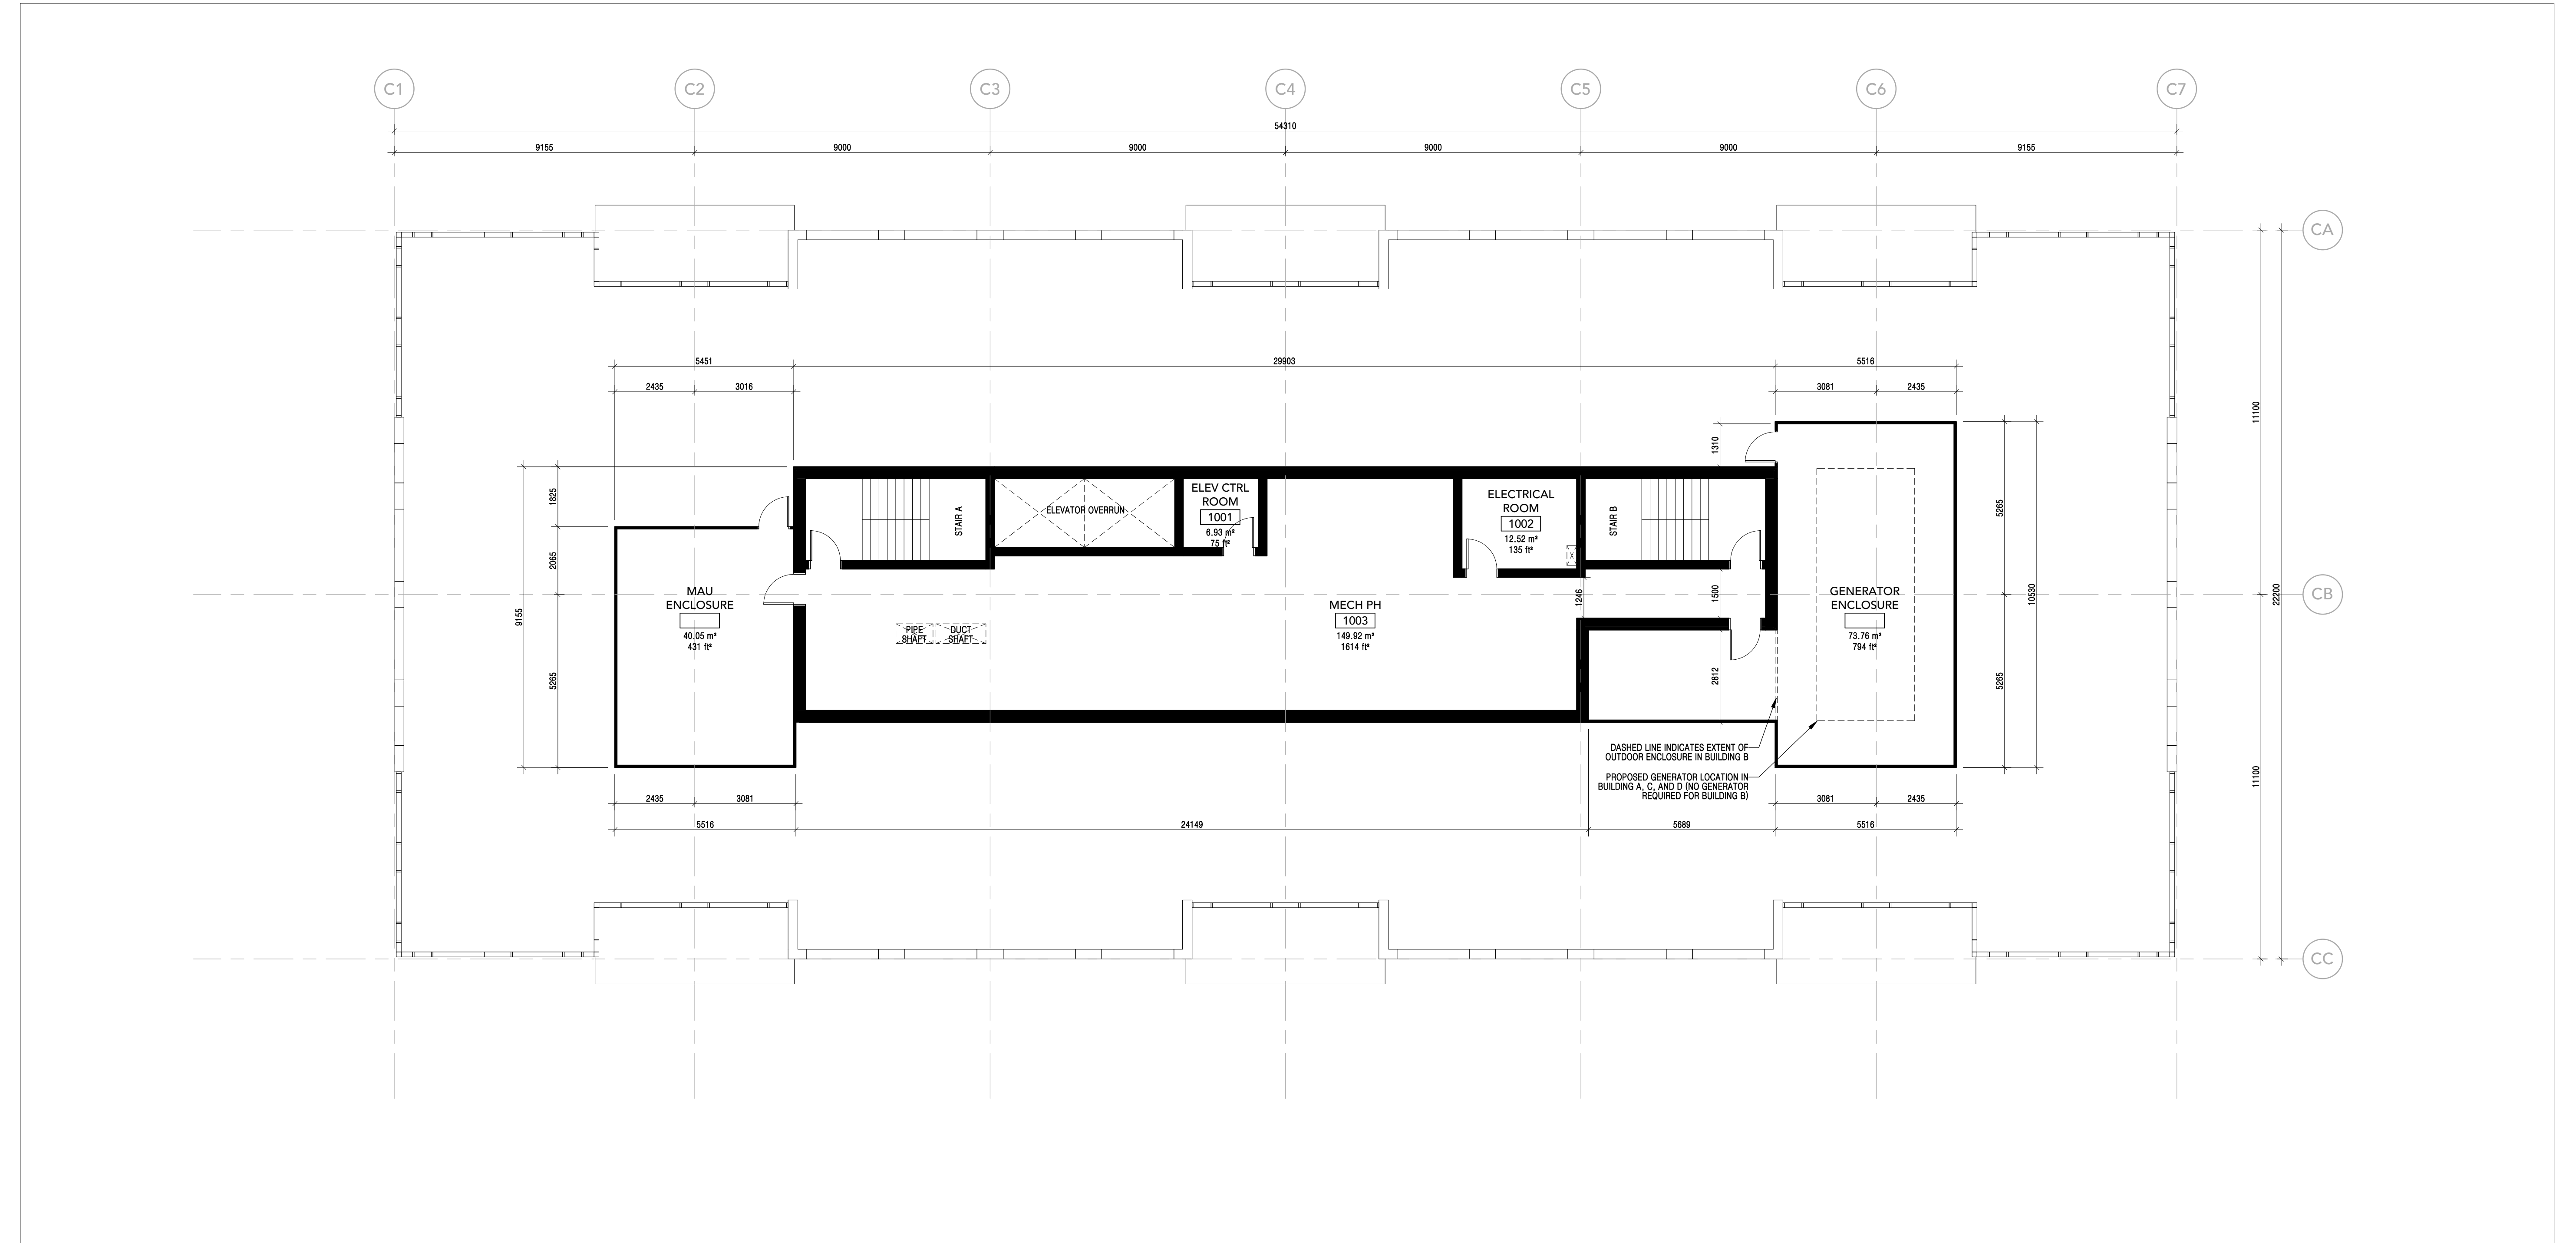 C1
C2
C3
C4
C5
C6
C7
54310
9155
9000
9000
9000
9000
9155
CA
5451
29903
5516
2435
3016
3081
2435
11100
1310
1825
5265
ELEV CTRL
ROOM
1001
6.93 m²
75 ft²
ELECTRICAL
ROOM
1002
12.52 m²
135 ft²
STAIR A
ELEVATOR OVERRUN
STAIR B
X
2065
9155
MAU
ENCLOSURE
40.05 m²
431 ft²
PIPE
SHAFT
DUCT
SHAFT
MECH PH
1003
149.92 m²
1614 ft²
1246
1500
GENERATOR
ENCLOSURE
73.76 m²
794 ft²
10530
22200
CB
5265
2812
5265
DASHED LINE INDICATES EXTENT OF
OUTDOOR ENCLOSURE IN BUILDING B
PROPOSED GENERATOR LOCATION IN
BUILDING A, C, AND D (NO GENERATOR
REQUIRED FOR BUILDING B)
11100
2435
3081
3081
2435
5516
24149
5689
5516
CC